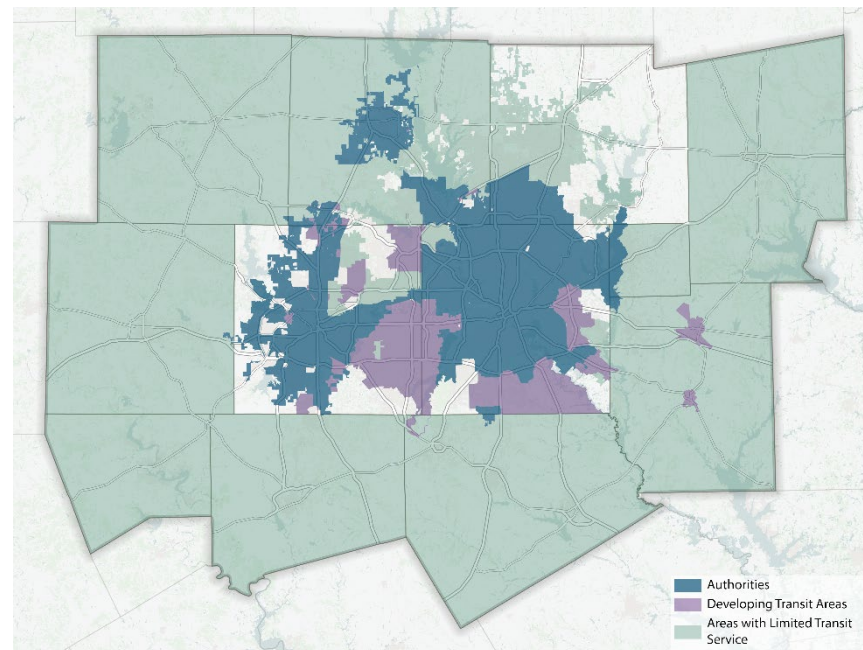 Authorities
Developing Transit Areas
Areas with Limited Transit
Service